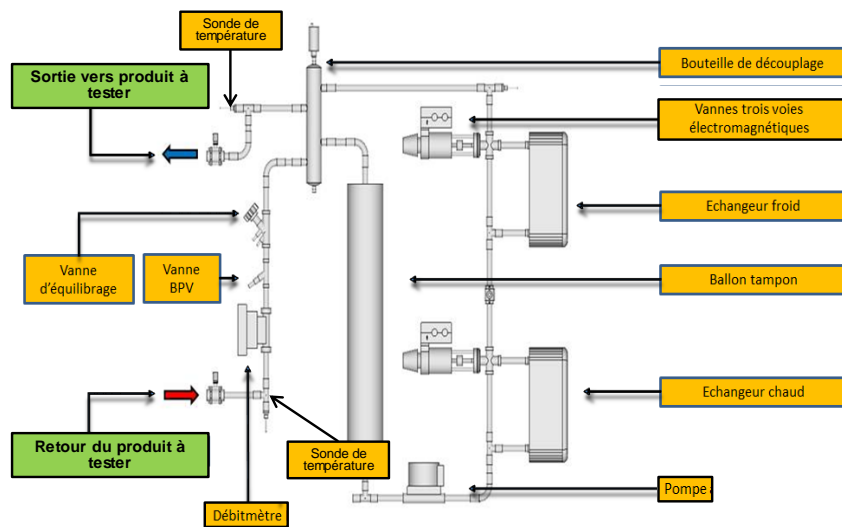 Sonde de
température
Sortie vers produit à
tester
Bouteille de découplage
Vannes trois voies
électromagnétiques
Echangeur froid
Vanne
d'équilibrage
Vanne
BPV
Ballon tampon
Echangeur chaud
Retour du produit à
tester
Sonde de
température
Débitmètre
Pompe